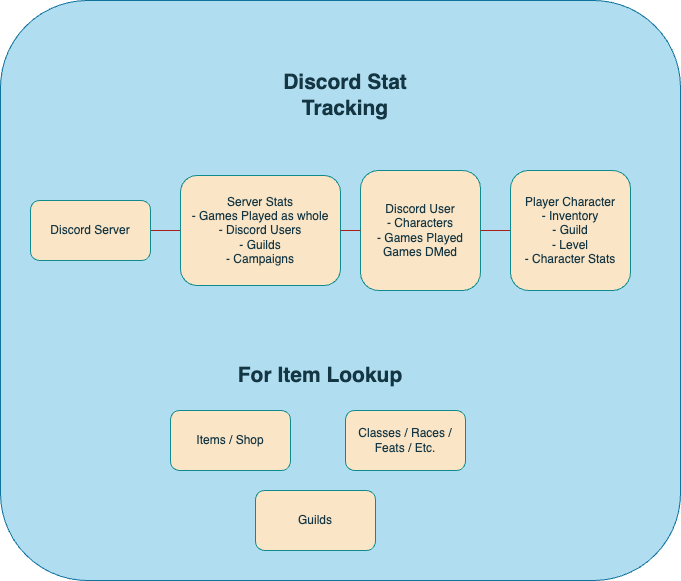 Discord Stat
Tracking
Discord Server
Server Stats
- Games Played as whole
- Discord Users
- Guilds
- Campaigns
Discord User
- Characters
- Games Played
Games DMed
Player Character
- Inventory
- Guild
- Level
- Character Stats
For Item Lookup
Items / Shop
Classes / Races /
Feats / Etc.
Guilds